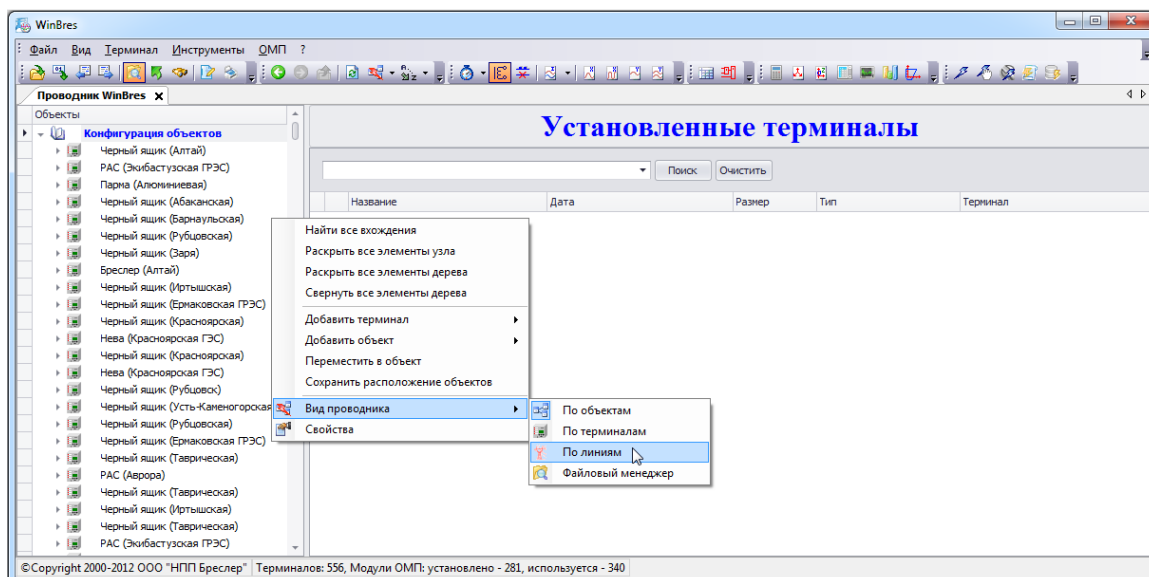 WinBres
Файл Вид Терминал Инструменты ОМП ?
Проводник WinBres X
Объекты
Конфигурация объектов
Черный ящик (Алтай)
РАС (Экибастузская ГРЭС)
Парма (Алюминиевая)
Черный ящик (Абаканская)
Черный ящик (Барнаульская)
Черный ящик (Рубцовская)
Черный ящик (Заря)
Бреслер (Алтай)
Черный ящик (Иртышская)
Черный ящик (Ермаковская ГРЭС)
Черный ящик (Красноярская)
Нева (Красноярская ГЭС)
Черный ящик (Красноярская)
Нева (Красноярская ГЭС)
Черный ящик (Рубцовск)
Черный ящик (Усть-Каменогорская
Черный ящик (Рубцовская)
Черный ящик (Ермаковская ГРЭС)
Черный ящик (Таврическая)
РАС (Аврора)
Черный ящик (Таврическая)
Черный ящик (Иртышская)
Черный ящик (Таврическая)
РАС (Экибастузская ГРЭС)
Установленные терминалы
Поиск Очистить
Название Дата Размер Тип Терминал
Найти все вхождения
Раскрыть все элементы узла
Раскрыть все элементы дерева
Свернуть все элементы дерева
Добавить терминал
Добавить объект
Переместить в объект
Сохранить расположение объектов
Вид проводника
Свойства
По объектам
По терминалам
По линиям
Файловый менеджер
©Copyright 2000-2012 ООО "НПП Бреслер" Терминалов: 556, Модули ОМП: установлено - 281, используется - 340